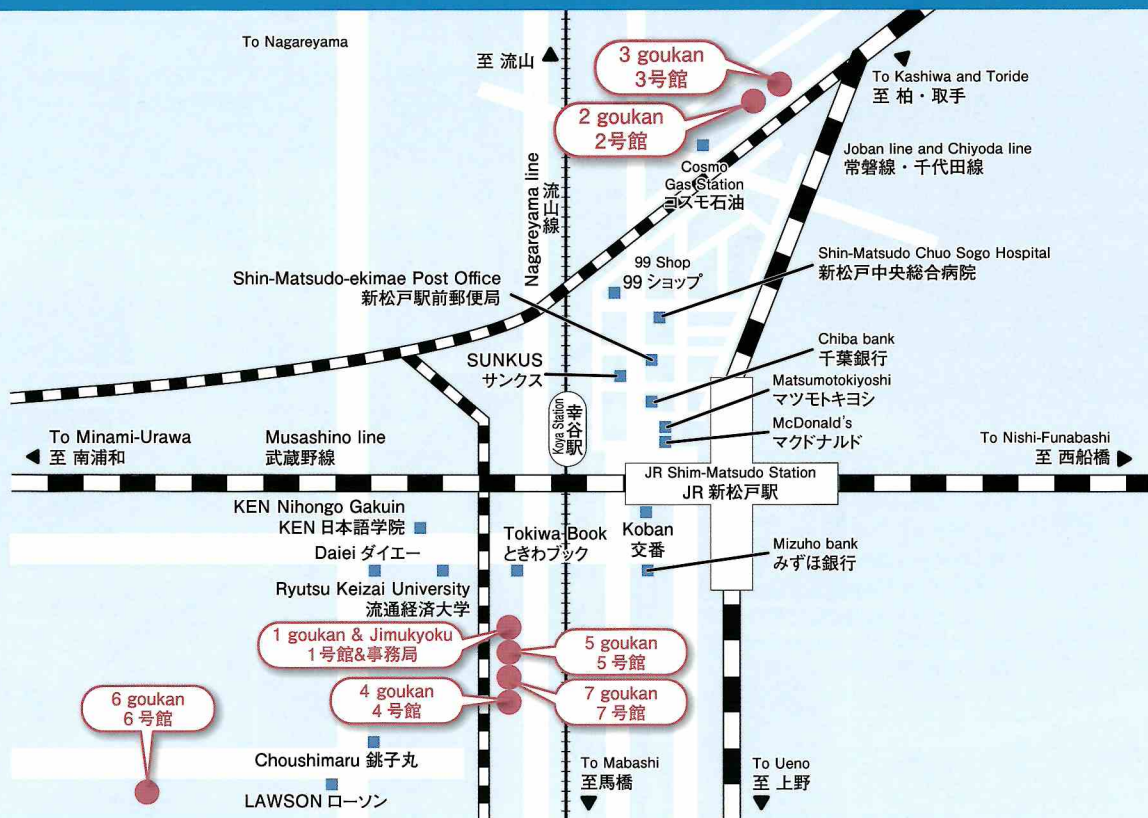 To Nagareyama
至 流山
3 goukan
3号館
2 goukan
2号館
To Kashiwa and Toride
至 柏・取手
Joban line and Chiyoda line
常磐線・千代田線
Cosmo
Gas Station
コスモ石油
Nagareyama line
流山線
Shin-Matsudo Chuo Sogo Hospital
新松戸中央総合病院
99 Shop
99 ショップ
Shin-Matsudo-ekimae Post Office
新松戸駅前郵便局
Chiba bank
千葉銀行
SUNKUS
サンクス
Matsumotokiyoshi
マツモトキヨシ
Koya Station
幸谷駅
McDonald's
マクドナルド
To Minami-Urawa
至 南浦和
Musashino line
武蔵野線
To Nishi-Funabashi
至 西船橋
JR Shim-Matsudo Station
JR 新松戸駅
KEN Nihongo Gakuin
KEN 日本語学院
Tokiwa-Book
ときわブック
Koban
交番
Daiei ダイエー
Mizuho bank
みずほ銀行
Ryutsu Keizai University
流通経済大学
1 goukan & Jimukyoku
1号館&事務局
5 goukan
5 号館
4 goukan
4 号館
7 goukan
7 号館
6 goukan
6 号館
Choushimaru 銚子丸
LAWSON ローソン
To Mabashi
至馬橋
To Ueno
至 上野